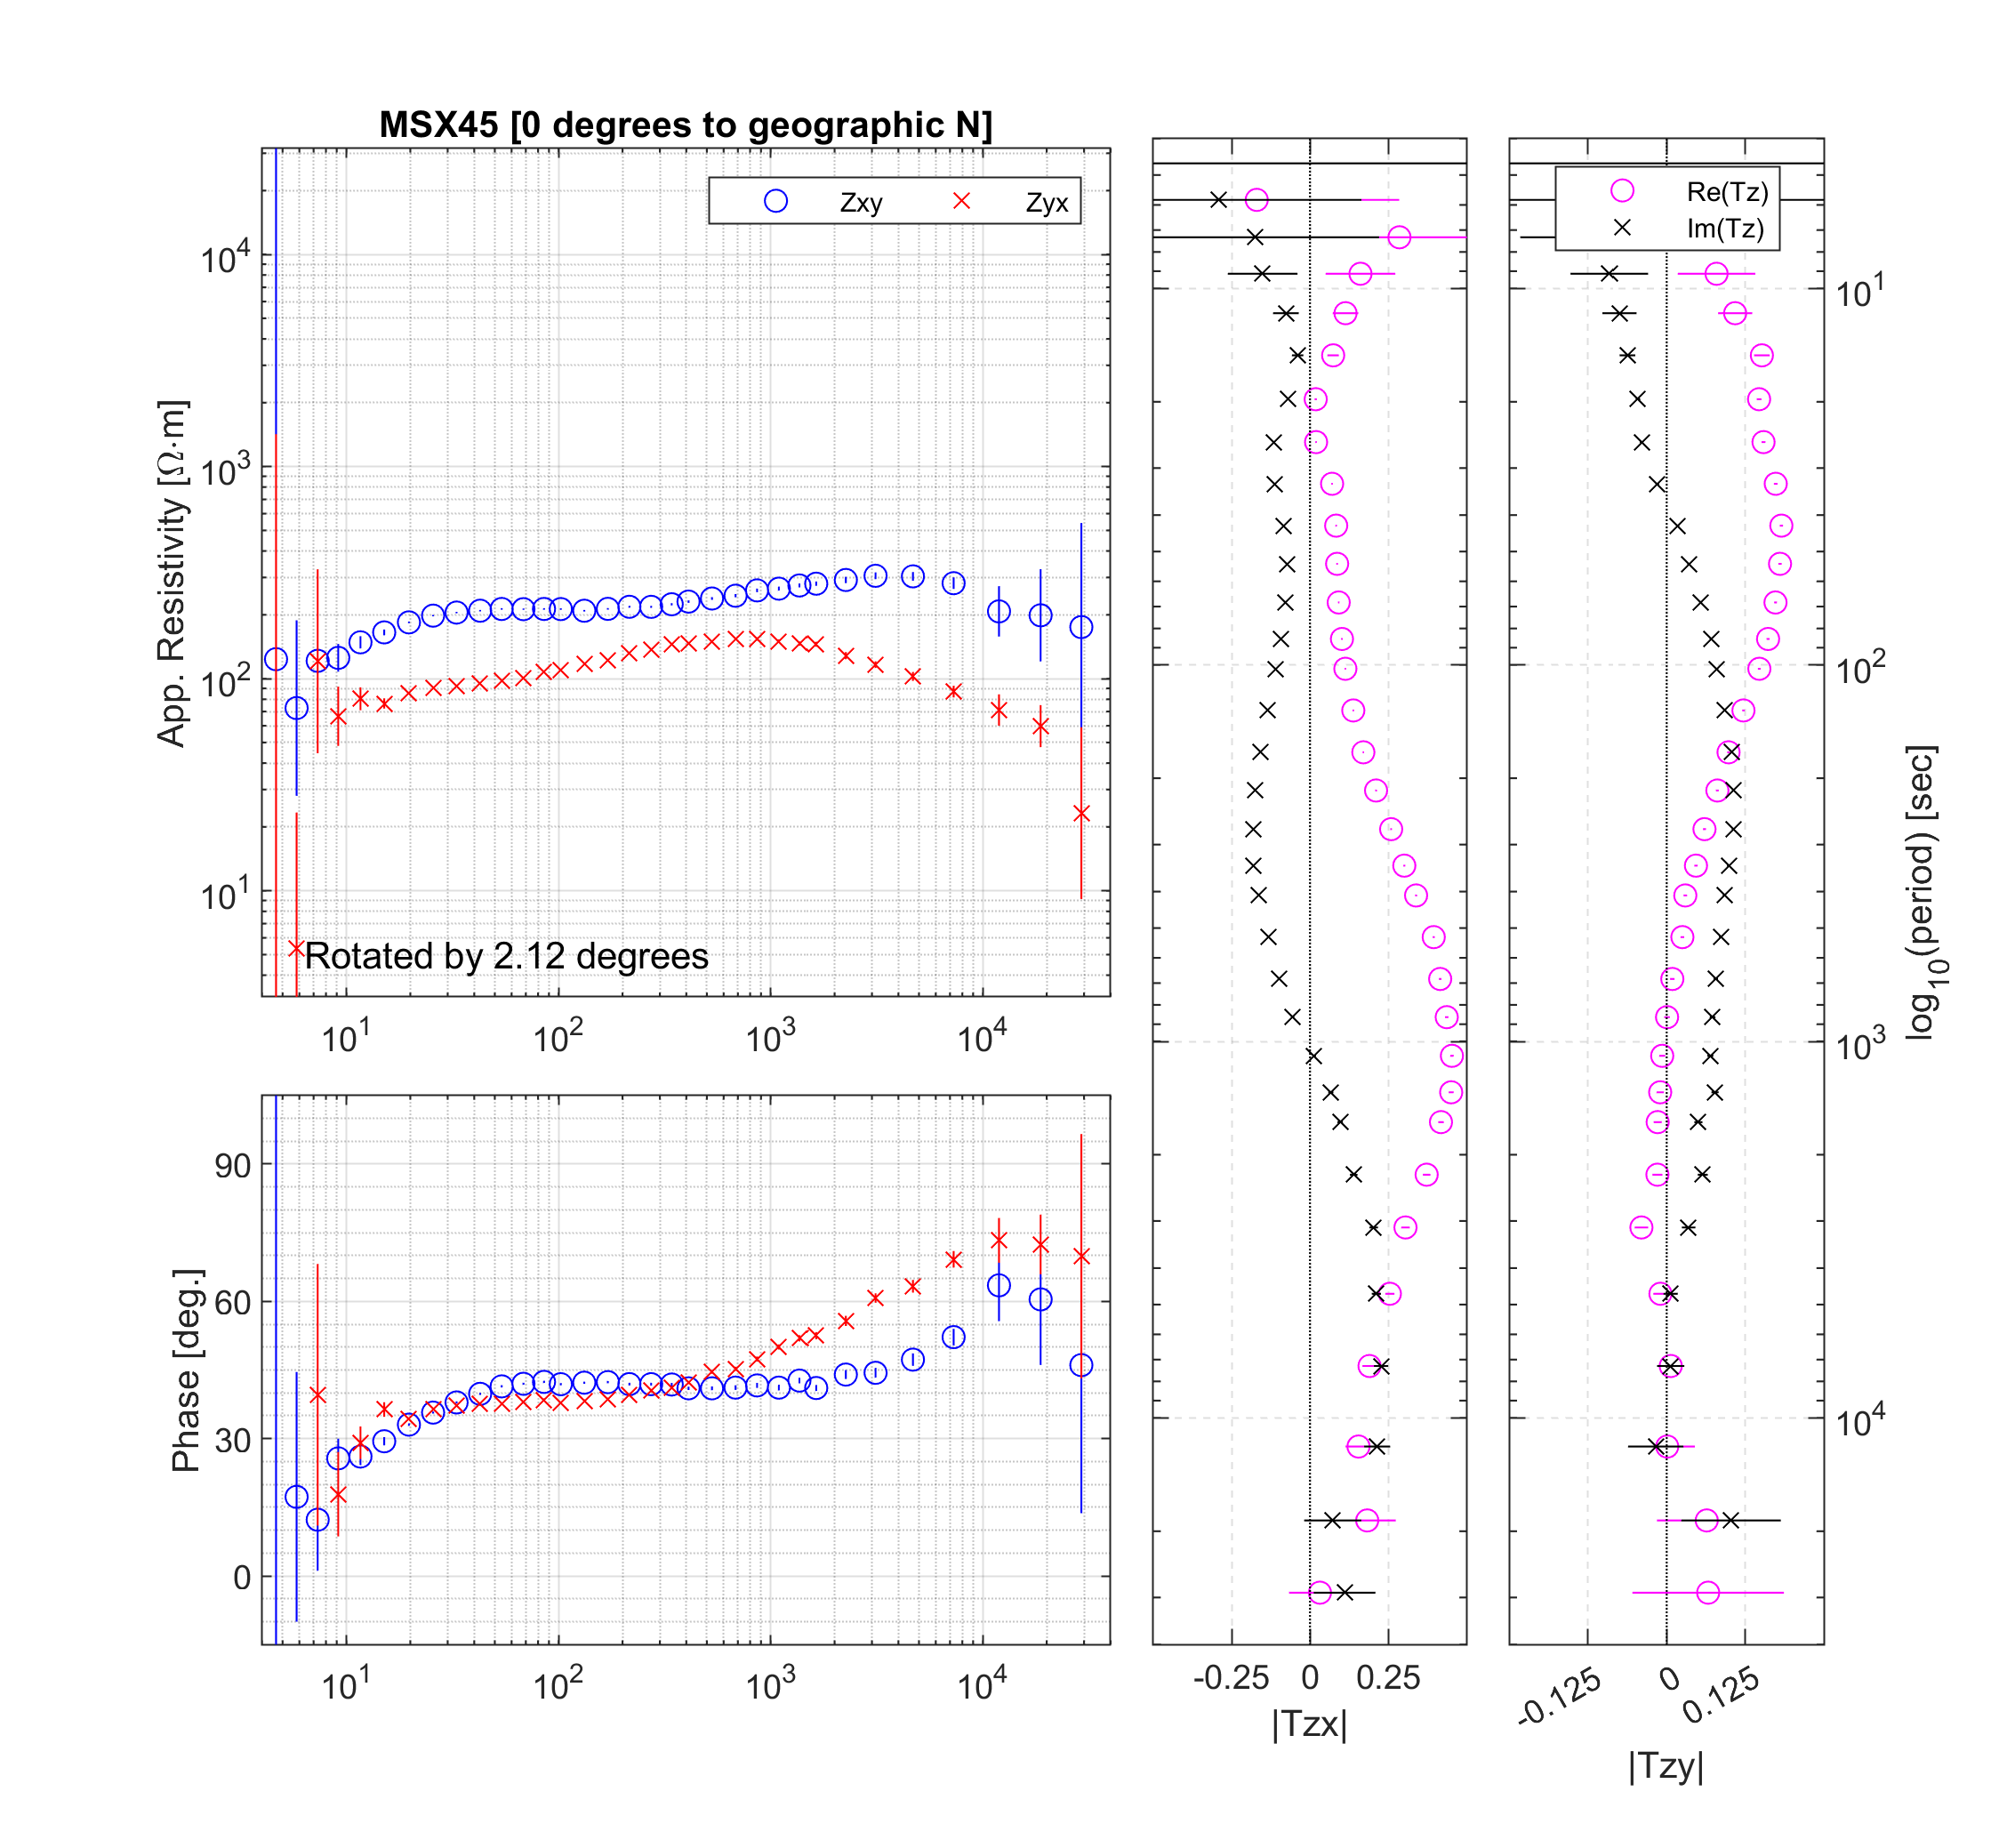 MSX45 [0 degrees to geographic N]
Zxy Zyx
App. Resistivity [Ω·m]
10^4
10^3
10^2
10^1
Rotated by 2.12 degrees
10^1 10^2 10^3 10^4
Phase [deg.]
90
60
30
0
10^1 10^2 10^3 10^4
-0.25 0 0.25
|Tzx|
Re(Tz)
Im(Tz)
-0.125 0 0.125
|Tzy|
10^1
10^2
10^3
10^4
log_10(period) [sec]